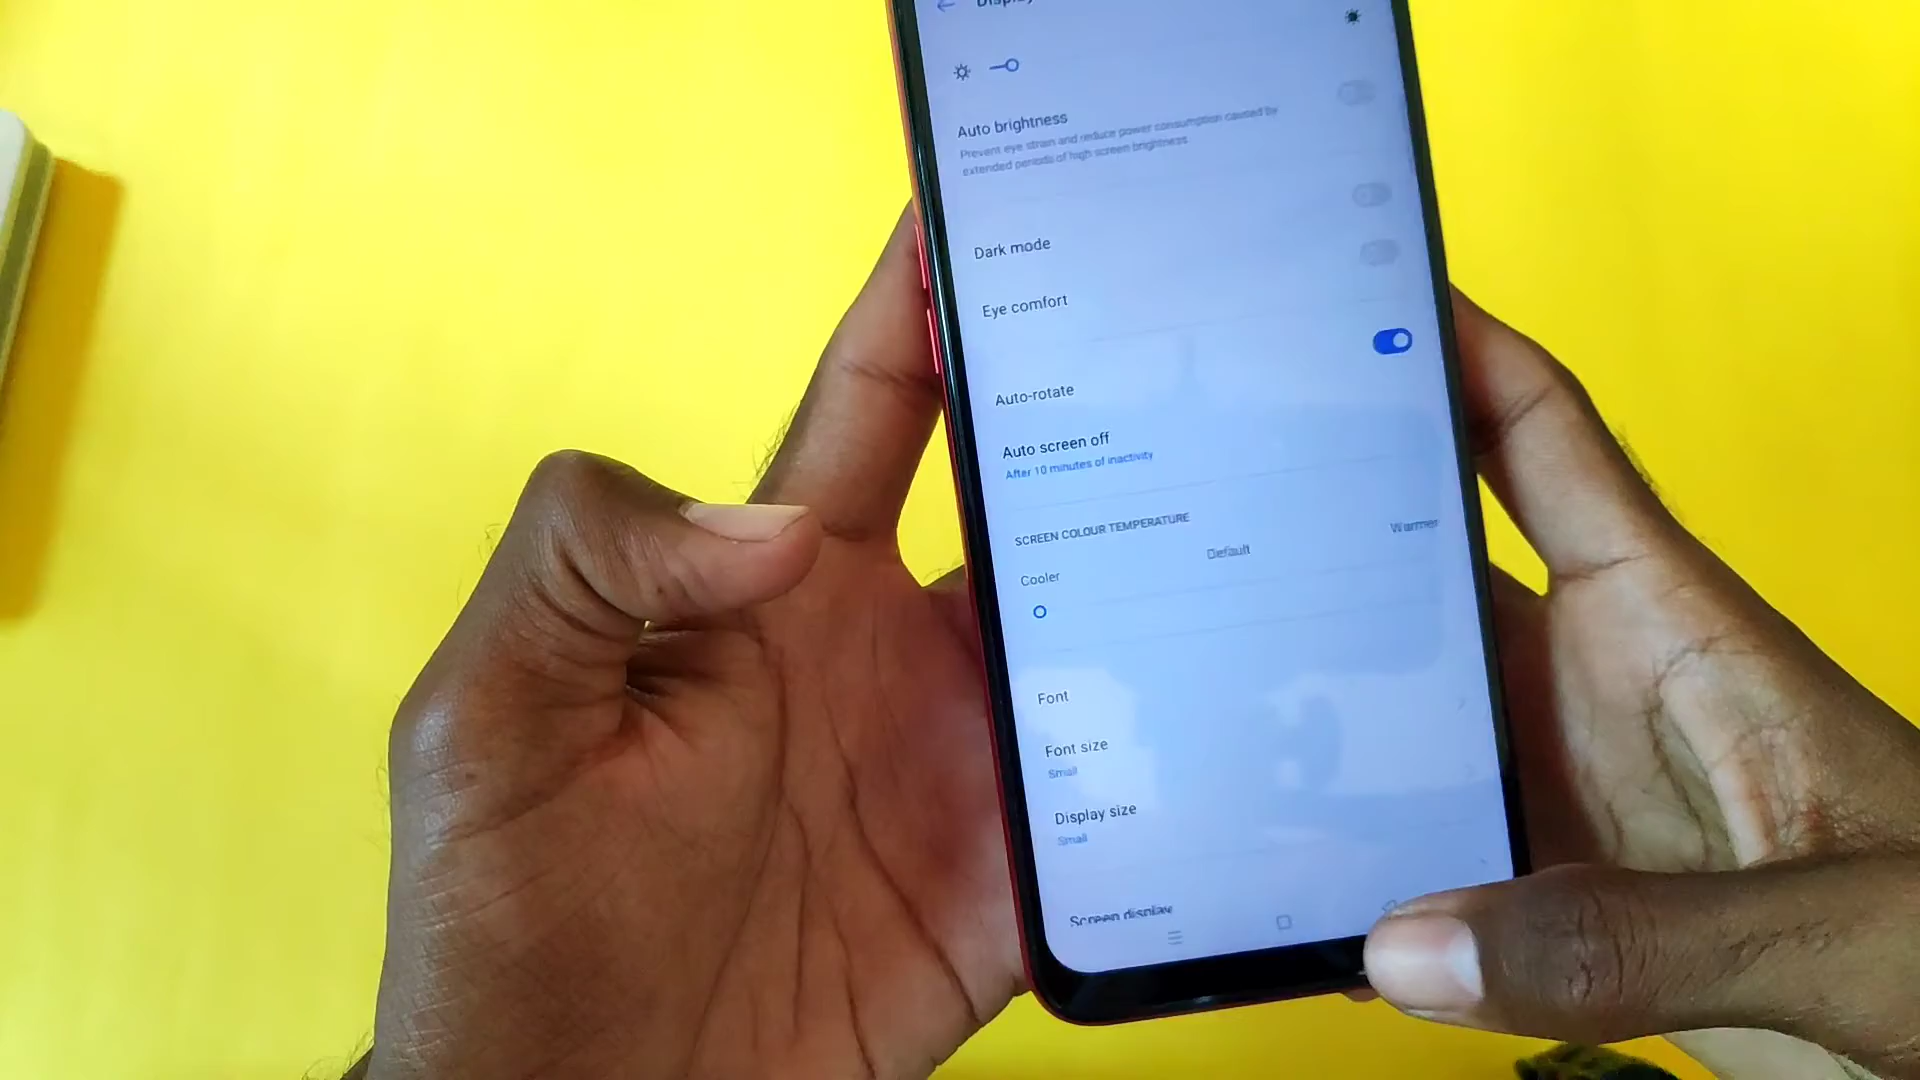 Auto brightness
Prevent eye strain and reduce power consumption caused by
extended periods of high screen brightness
Dark mode
Eye comfort
Auto-rotate
Auto screen off
After 10 minutes of inactivity
SCREEN COLOUR TEMPERATURE
Cooler Default Warmer
Font
Font size
Small
Display size
Small
Screen display